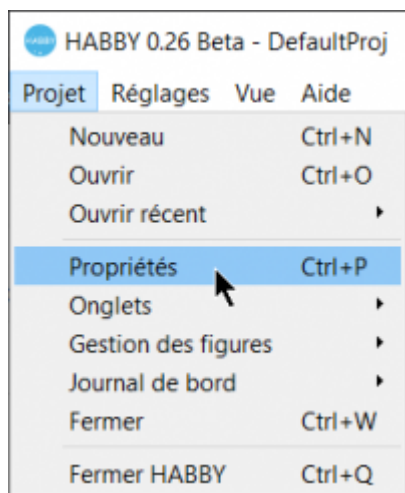 HABBY HABBY 0.26 Beta - DefaultProj
Projet Réglages Vue Aide
Nouveau Ctrl+N
Ouvrir Ctrl+O
Ouvrir récent
Propriétés Ctrl+P
Onglets
Gestion des figures
Journal de bord
Fermer Ctrl+W
Fermer HABBY Ctrl+Q